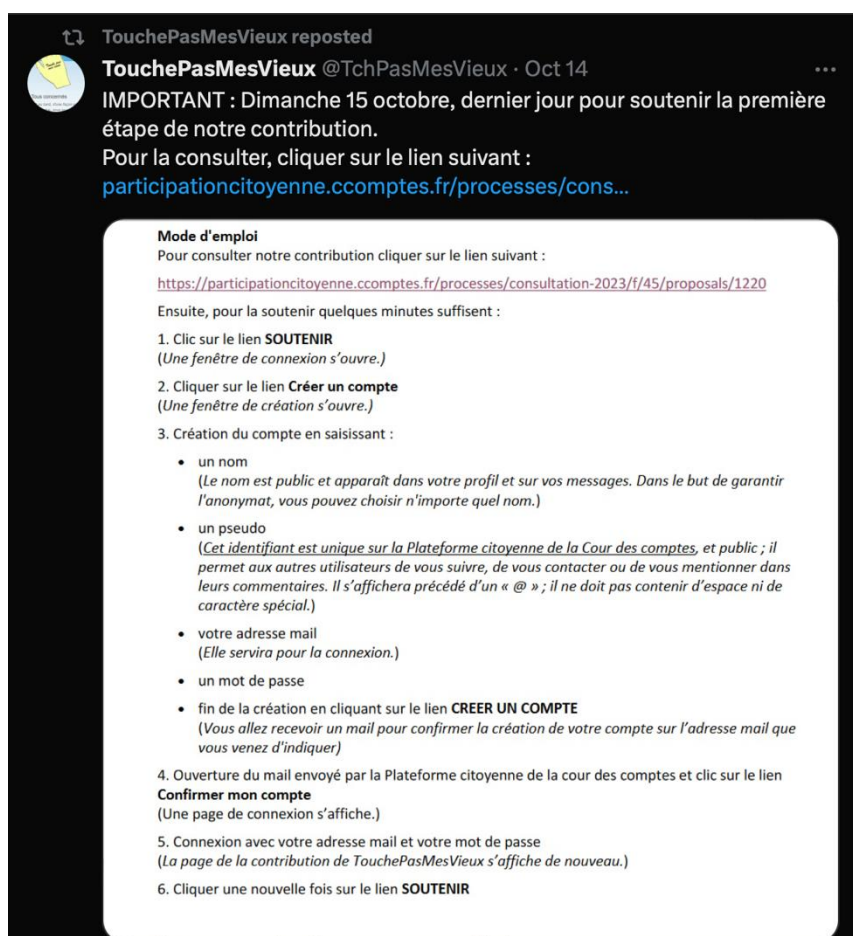 TouchePasMesVieux reposted
TouchePasMesVieux @TchPasMesVieux · Oct 14
IMPORTANT : Dimanche 15 octobre, dernier jour pour soutenir la première
étape de notre contribution.
Pour la consulter, cliquer sur le lien suivant :
participationcitoyenne.ccomptes.fr/processes/cons...
Mode d'emploi
Pour consulter notre contribution cliquer sur le lien suivant :
https://participationcitoyenne.ccomptes.fr/processes/consultation-2023/f/45/proposals/1220
Ensuite, pour la soutenir quelques minutes suffisent :
1. Clic sur le lien SOUTENIR
(Une fenêtre de connexion s'ouvre.)
2. Cliquer sur le lien Créer un compte
(Une fenêtre de création s'ouvre.)
3. Création du compte en saisissant :
• un nom
(Le nom est public et apparaît dans votre profil et sur vos messages. Dans le but de garantir
l'anonymat, vous pouvez choisir n'importe quel nom.)
• un pseudo
(Cet identifiant est unique sur la Plateforme citoyenne de la Cour des comptes, et public ; il
permet aux autres utilisateurs de vous suivre, de vous contacter ou de vous mentionner dans
leurs commentaires. Il s'affichera précédé d'un « @ » ; il ne doit pas contenir d'espace ni de
caractère spécial.)
• votre adresse mail
(Elle servira pour la connexion.)
• un mot de passe
• fin de la création en cliquant sur le lien CREER UN COMPTE
(Vous allez recevoir un mail pour confirmer la création de votre compte sur l'adresse mail que
vous venez d'indiquer)
4. Ouverture du mail envoyé par la Plateforme citoyenne de la cour des comptes et clic sur le lien
Confirmer mon compte
(Une page de connexion s'affiche.)
5. Connexion avec votre adresse mail et votre mot de passe
(La page de la contribution de TouchePasMesVieux s'affiche de nouveau.)
6. Cliquer une nouvelle fois sur le lien SOUTENIR